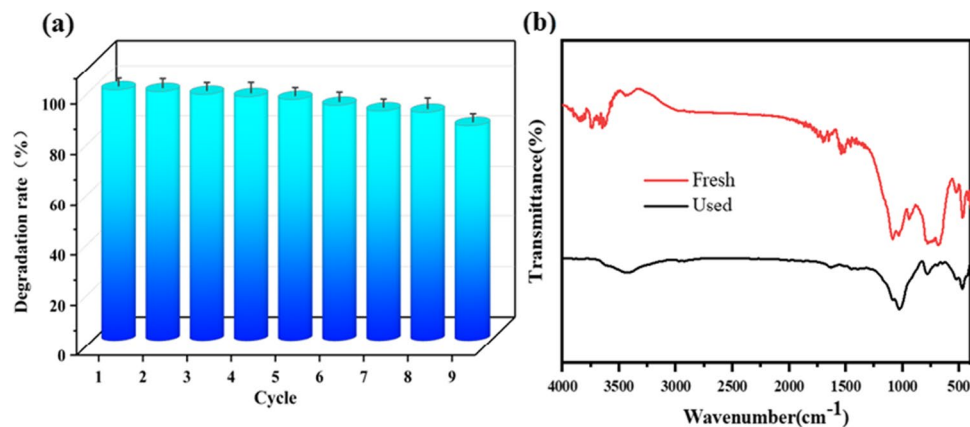 (a)
Degradation rate（%）
100
80
60
40
20
0
1 2 3 4 5 6 7 8 9
Cycle
(b)
Transmittance(%)
Fresh
Used
4000 3500 3000 2000 1500 1000 500
Wavenumber(cm⁻¹)